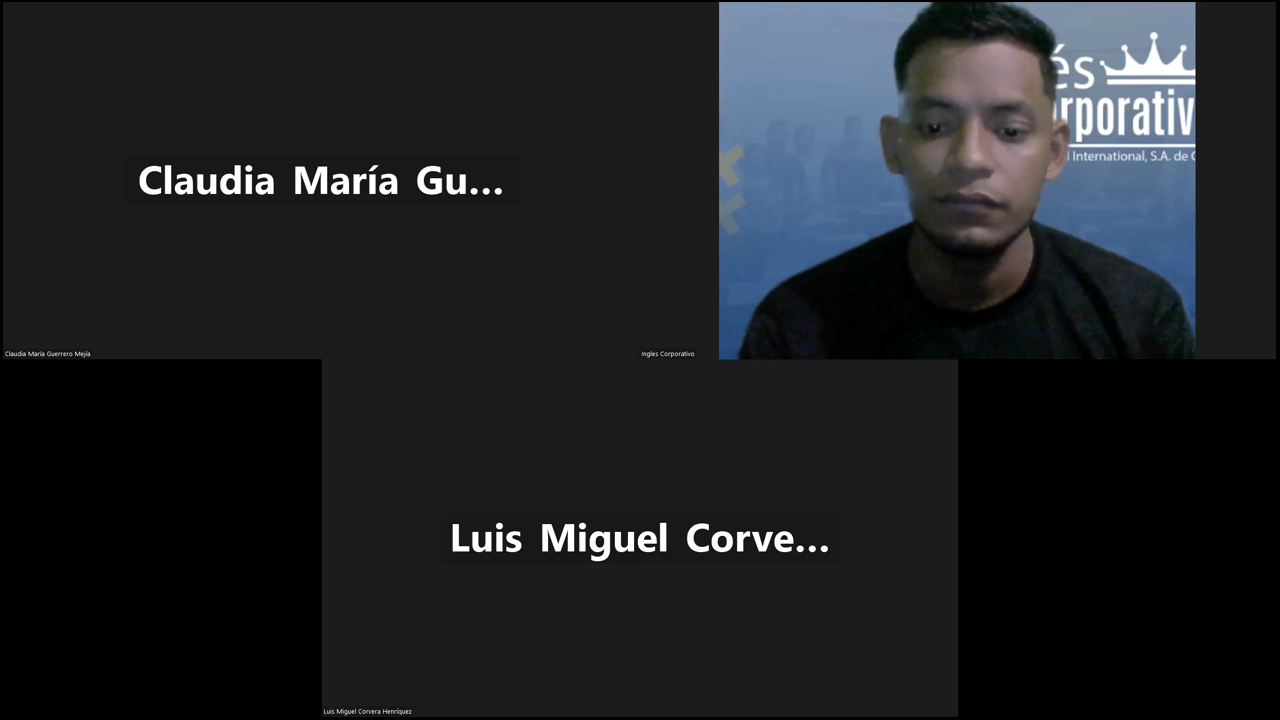 Claudia María Gu...
és
rporativ
l International, S.A. de C
Claudia María Guerrero Mejía
Ingles Corporativo
Luis Miguel Corve...
Luis Miguel Corvera Henríquez